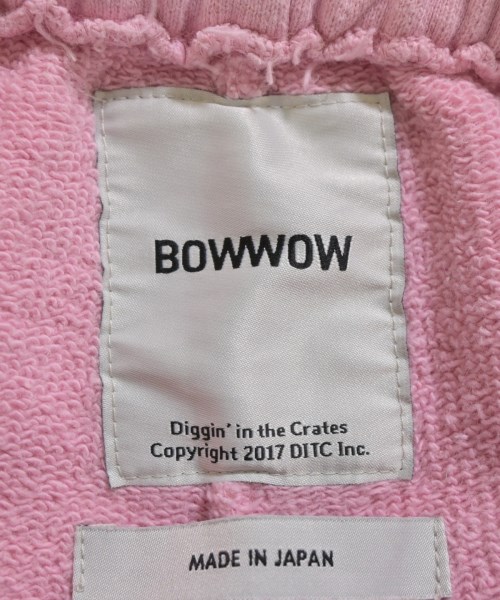 BOWWOW
Diggin' in the Crates
Copyright 2017 DITC Inc.
MADE IN JAPAN